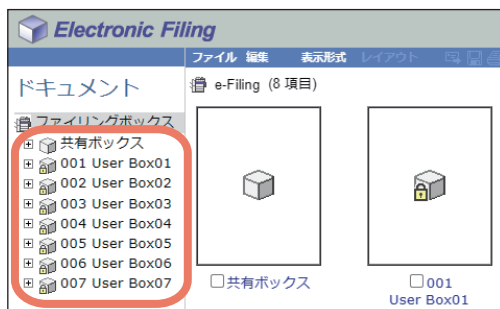 Electronic Filing
ファイル 編集 表示形式 レイアウト
ドキュメント
e-Filing (8 項目)
ファイリングボックス
共有ボックス
001 User Box01
002 User Box02
003 User Box03
004 User Box04
005 User Box05
006 User Box06
007 User Box07
共有ボックス
001
User Box01